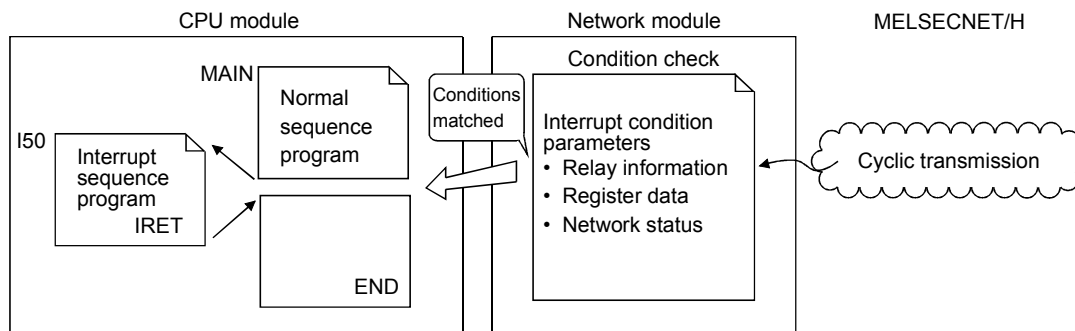 CPU module
Network module
MELSECNET/H
MAIN
Normal
sequence
program
I50
Interrupt
sequence
program
IRET
END
Conditions
matched
Condition check
Interrupt condition
parameters
• Relay information
• Register data
• Network status
Cyclic transmission